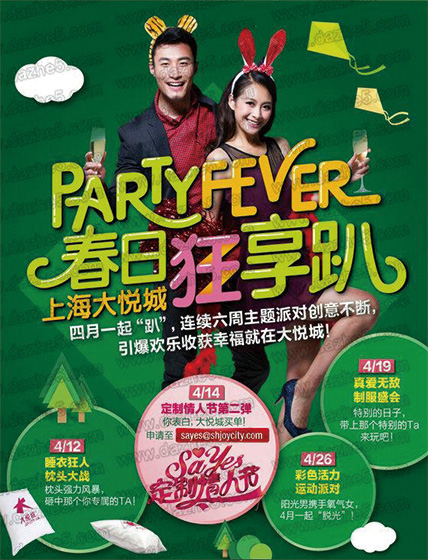 PARTY FEVER
春日狂享趴
上海大悦城
四月一起“趴”，连续六周主题派对创意不断，
引爆欢乐收获幸福就在大悦城！
4/14
定制情人节第二弹
你表白，大悦城买单！
申请至 sayes@shjoycity.com
Say Yes
定制情人节
4/19
真爱无敌
制服盛会
特别的日子，
带上那个特别的Ta
来玩吧！
4/12
睡衣狂人
枕头大战
枕头强力风暴，
砸中那个你专属的TA！
4/26
彩色活力
运动派对
阳光男携手氧气女，
4月一起“脱光”！
www.dazhe5.com